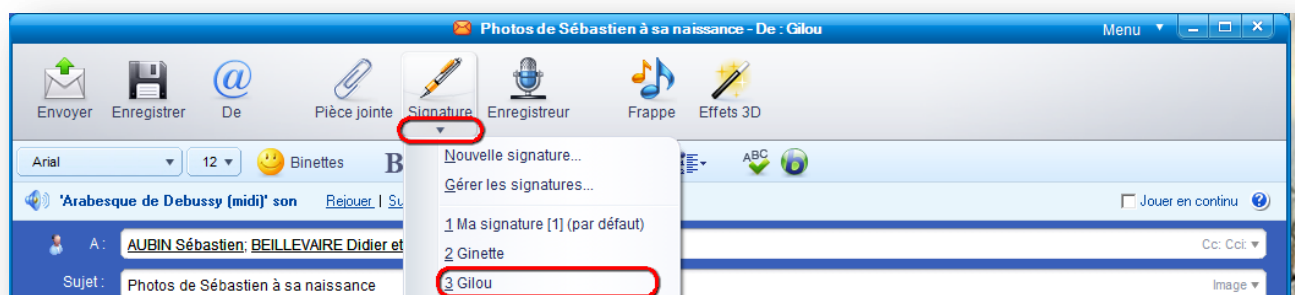 Photos de Sébastien à sa naissance - De : Gilou
Menu
Envoyer Enregistrer De Pièce jointe Signature Enregistreur Frappe Effets 3D
Arial 12 Binettes B ABC
Nouvelle signature...
Gérer les signatures...
'Arabesque de Debussy (midi)' son Rejouer | Su Jouer en continu
1 Ma signature [1] (par défaut)
A: AUBIN Sébastien; BEILLEVAIRE Didier et Cc: Cci:
2 Ginette
Sujet: Photos de Sébastien à sa naissance Image
3 Gilou